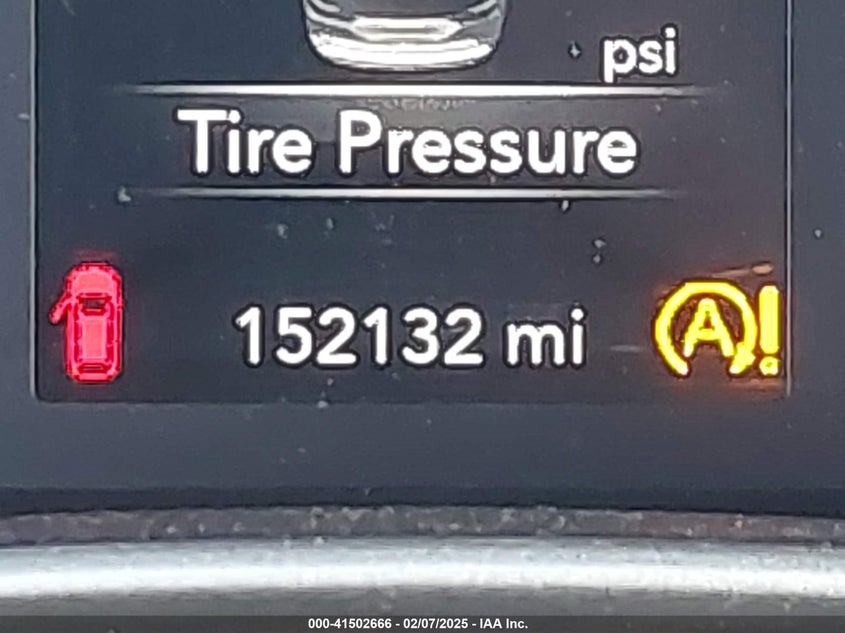 psi
Tire Pressure
152132 mi
A!
000-41502666 - 02/07/2025 - IAA Inc.